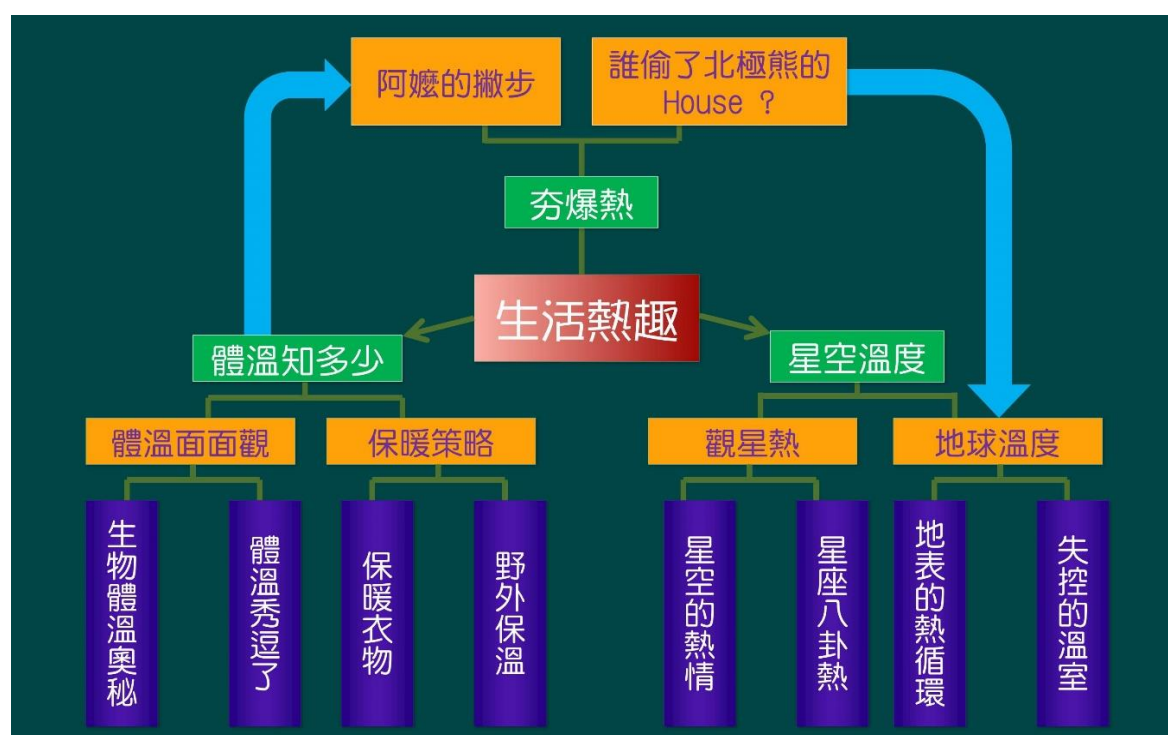 阿嬤的撇步
誰偷了北極熊的
House ?
夯爆熱
生活熱趣
體溫知多少
星空溫度
體溫面面觀
保暖策略
觀星熱
地球溫度
生物體溫奧秘
體溫秀逗了
保暖衣物
野外保溫
星空的熱情
星座八卦熱
地表的熱循環
失控的溫室